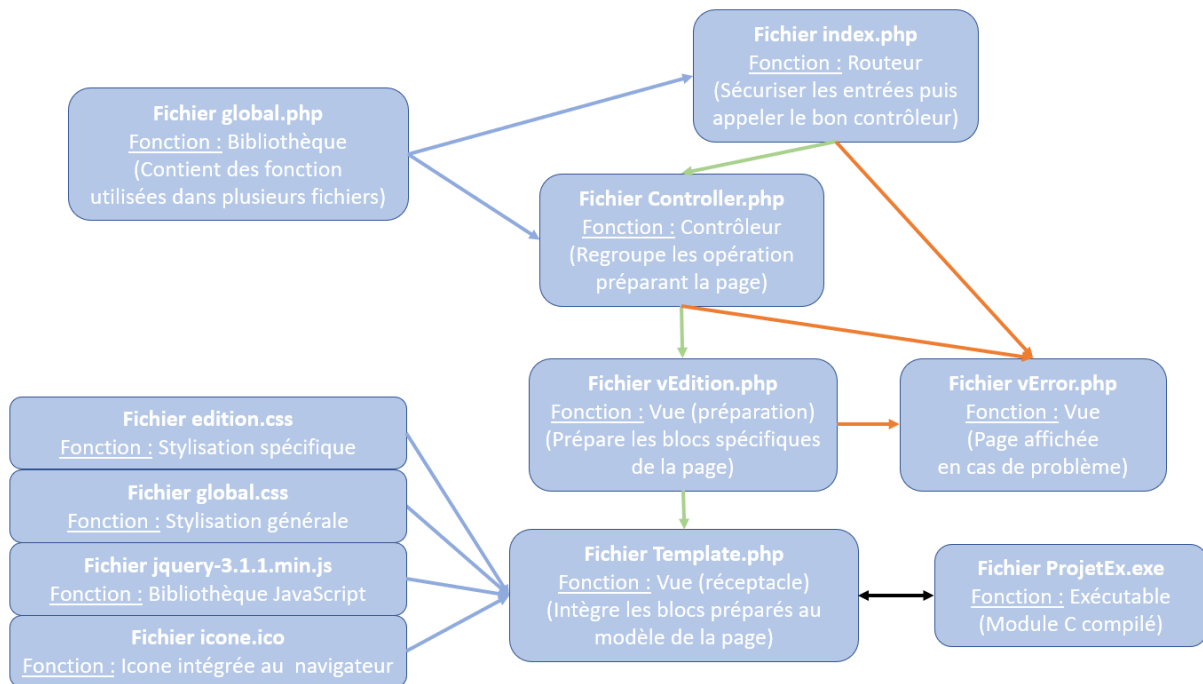 Fichier index.php
Fonction : Routeur
(Sécuriser les entrées puis
appeler le bon contrôleur)
Fichier global.php
Fonction : Bibliothèque
(Contient des fonction
utilisées dans plusieurs fichiers)
Fichier Controller.php
Fonction : Contrôleur
(Regroupe les opération
préparant la page)
Fichier vEdition.php
Fonction : Vue (préparation)
(Prépare les blocs spécifiques
de la page)
Fichier vError.php
Fonction : Vue
(Page affichée
en cas de problème)
Fichier edition.css
Fonction : Stylisation spécifique
Fichier global.css
Fonction : Stylisation générale
Fichier jquery-3.1.1.min.js
Fonction : Bibliothèque JavaScript
Fichier icone.ico
Fonction : Icone intégrée au navigateur
Fichier Template.php
Fonction : Vue (réceptacle)
(Intègre les blocs préparés au
modèle de la page)
Fichier ProjetEx.exe
Fonction : Exécutable
(Module C compilé)